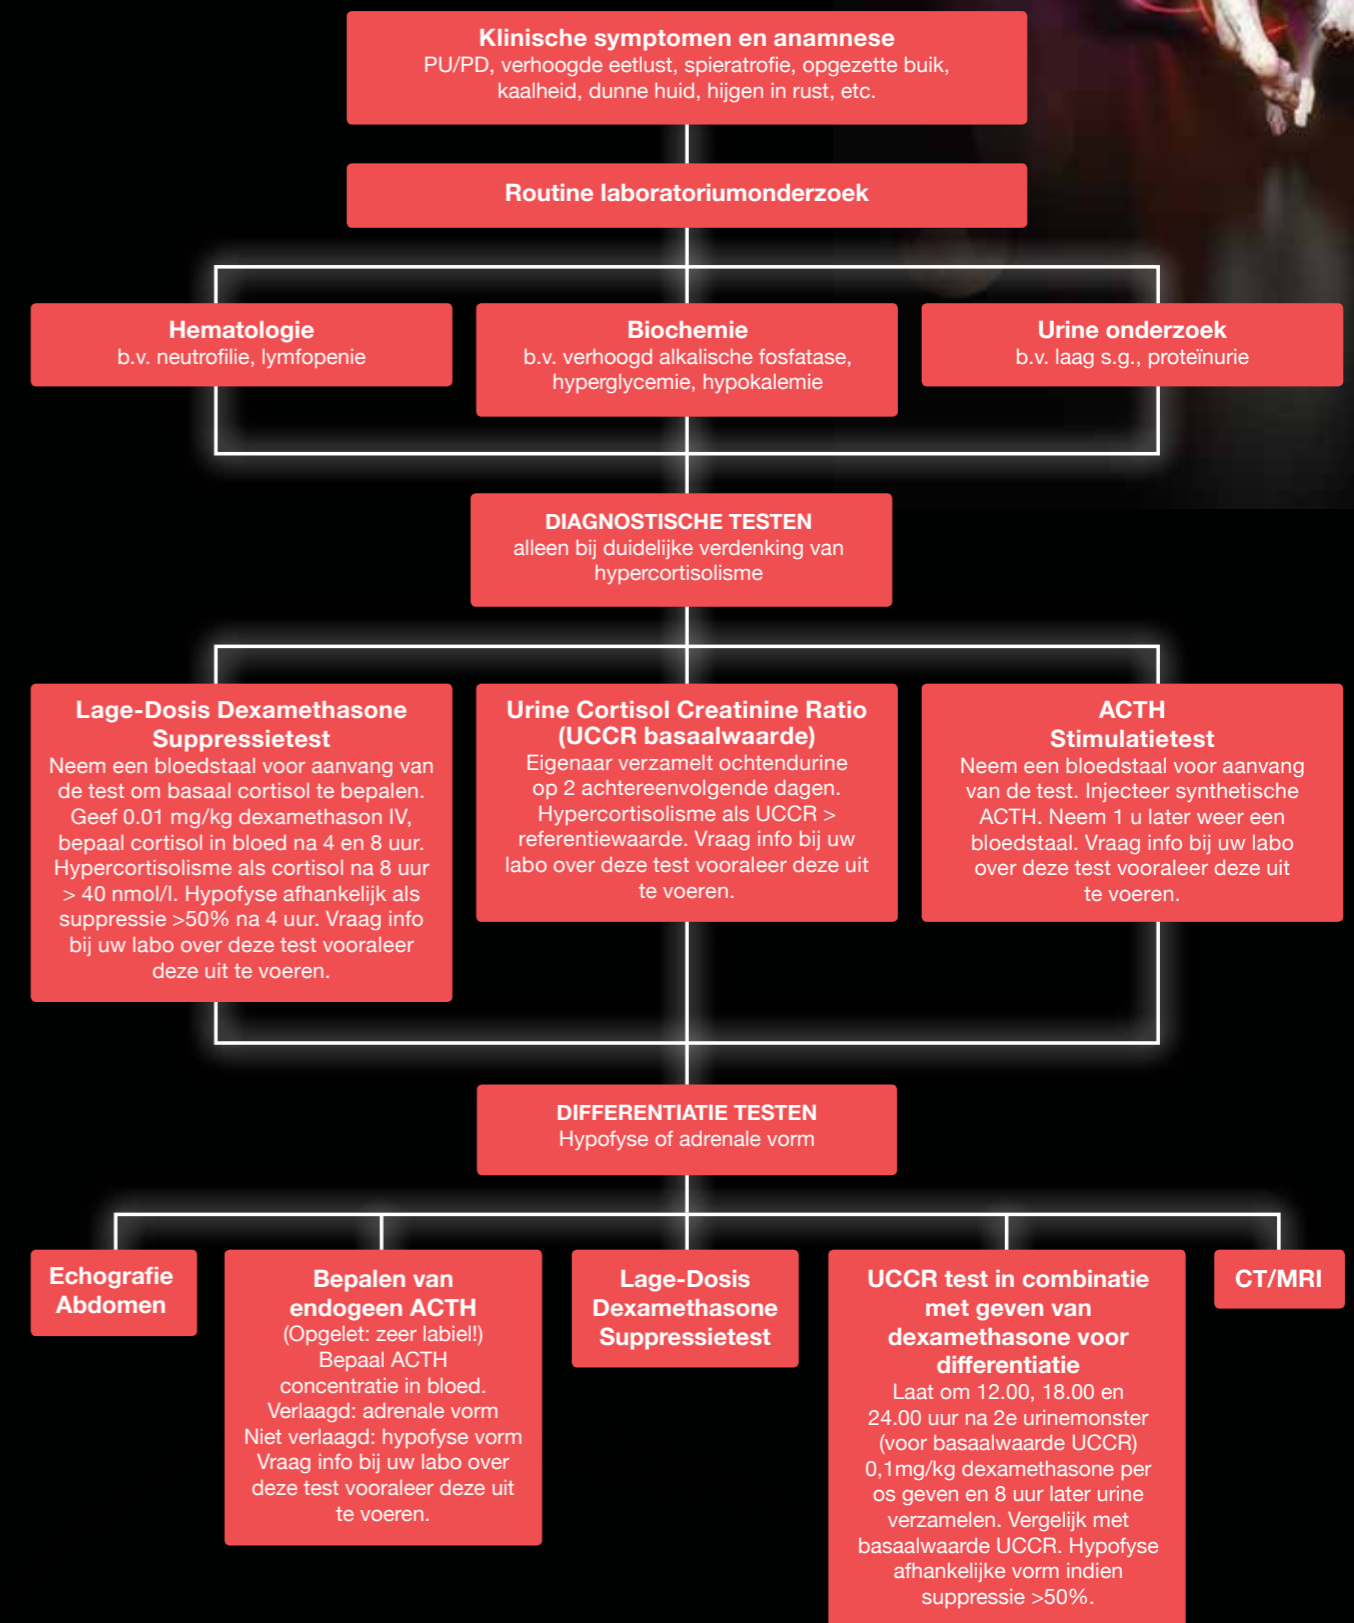 Klinische symptomen en anamnese
PU/PD, verhoogde eetlust, spieratrofie, opgezette buik,
kaalheid, dunne huid, hijgen in rust, etc.
Routine laboratoriumonderzoek
Hematologie
b.v. neutrofilie, lymfopenie
Biochemie
b.v. verhoogd alkalische fosfatase,
hyperglycemie, hypokalemie
Urine onderzoek
b.v. laag s.g., proteïnurie
DIAGNOSTISCHE TESTEN
alleen bij duidelijke verdenking van
hypercortisolisme
Lage-Dosis Dexamethasone
Suppressietest
Neem een bloedstaal voor aanvang van
de test om basaal cortisol te bepalen.
Geef 0.01 mg/kg dexamethason IV,
bepaal cortisol in bloed na 4 en 8 uur.
Hypercortisolisme als cortisol na 8 uur
> 40 nmol/l. Hypofyse afhankelijk als
suppressie >50% na 4 uur. Vraag info
bij uw labo over deze test vooraleer
deze uit te voeren.
Urine Cortisol Creatinine Ratio
(UCCR basaalwaarde)
Eigenaar verzamelt ochtendurine
op 2 achtereenvolgende dagen.
Hypercortisolisme als UCCR >
referentiewaarde. Vraag info bij uw
labo over deze test vooraleer deze uit
te voeren.
ACTH
Stimulatietest
Neem een bloedstaal voor aanvang
van de test. Injecteer synthetische
ACTH. Neem 1 u later weer een
bloedstaal. Vraag info bij uw labo
over deze test vooraleer deze uit
te voeren.
DIFFERENTIATIE TESTEN
Hypofyse of adrenale vorm
Echografie
Abdomen
Bepalen van
endogeen ACTH
(Opgelet: zeer labiel!)
Bepaal ACTH
concentratie in bloed.
Verlaagd: adrenale vorm
Niet verlaagd: hypofyse vorm
Vraag info bij uw labo over
deze test vooraleer deze uit
te voeren.
Lage-Dosis
Dexamethasone
Suppressietest
UCCR test in combinatie
met geven van
dexamethasone voor
differentiatie
Laat om 12.00, 18.00 en
24.00 uur na 2e urinemonster
(voor basaalwaarde UCCR)
0,1mg/kg dexamethasone per
os geven en 8 uur later urine
verzamelen. Vergelijk met
basaalwaarde UCCR. Hypofyse
afhankelijke vorm indien
suppressie >50%.
CT/MRI